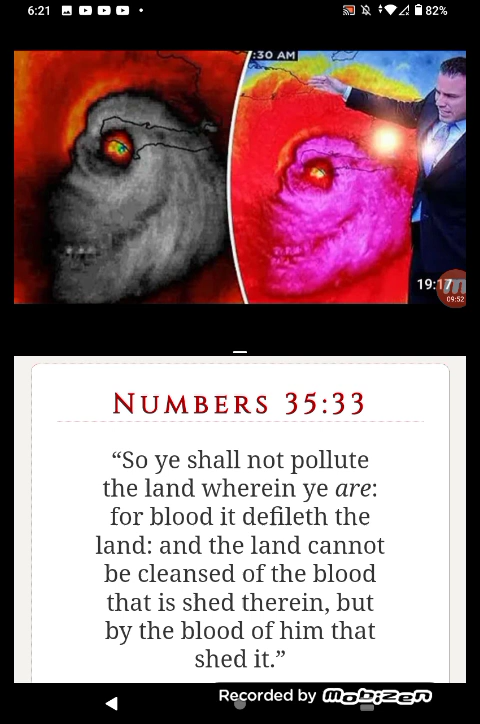 6:21
82%
:30 AM
19:17
09:52
NUMBERS 35:33
“So ye shall not pollute
the land wherein ye are:
for blood it defileth the
land: and the land cannot
be cleansed of the blood
that is shed therein, but
by the blood of him that
shed it.”
Recorded by Mobizen